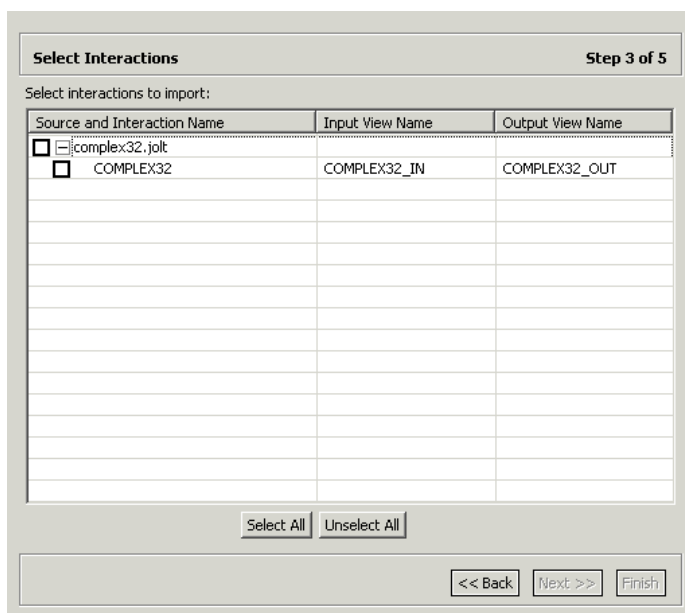 Select Interactions Step 3 of 5
Select interactions to import:
Source and Interaction Name Input View Name Output View Name
complex32.jolt
COMPLEX32 COMPLEX32_IN COMPLEX32_OUT
Select All Unselect All
<< Back Next >> Finish